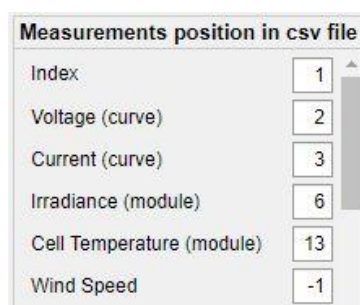 Measurements position in csv file
Index 1
Voltage (curve) 2
Current (curve) 3
Irradiance (module) 6
Cell Temperature (module) 13
Wind Speed -1